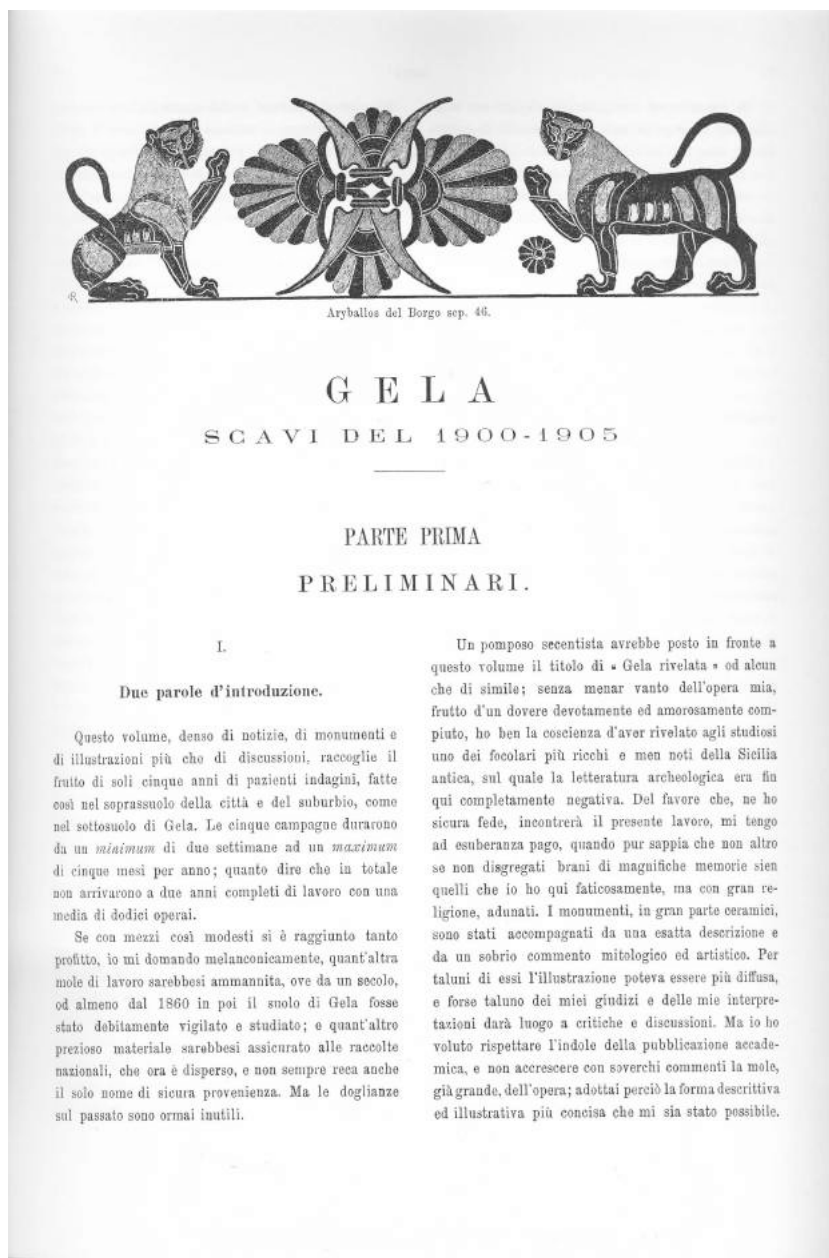 Aryballos del Borgo sep. 46.
GELA
SCAVI DEL 1900-1905
PARTE PRIMA
PRELIMINARI.
I.
Due parole d'introduzione.
Questo volume, denso di notizie, di monumenti e
di illustrazioni più che di discussioni, raccoglie il
frutto di soli cinque anni di pazienti indagini, fatte
così nel soprassuolo della città e del suburbio, come
nel sottosuolo di Gela. Le cinque campagne durarono
da un minimum di due settimane ad un maximum
di cinque mesi per anno; quanto dire che in totale
non arrivarono a due anni completi di lavoro con una
media di dodici operai.
Se con mezzi così modesti si è raggiunto tanto
profitto, io mi domando melanconicamente, quant'altra
mole di lavoro sarebbesi ammannita, ove da un secolo,
od almeno dal 1860 in poi il suolo di Gela fosse
stato debitamente vigilato e studiato; e quant'altro
prezioso materiale sarebbesi assicurato alle raccolte
nazionali, che ora è disperso, e non sempre reca anche
il solo nome di sicura provenienza. Ma le doglianze
sul passato sono ormai inutili.
Un pomposo secentista avrebbe posto in fronte a
questo volume il titolo di « Gela rivelata » od alcun
che di simile; senza menar vanto dell'opera mia,
frutto d'un dovere devotamente ed amorosamente com-
piuto, ho ben la coscienza d'aver rivelato agli studiosi
uno dei focolari più ricchi e men noti della Sicilia
antica, sul quale la letteratura archeologica era fin
qui completamente negativa. Del favore che, ne ho
sicura fede, incontrerà il presente lavoro, mi tengo
ad esuberanza pago, quando pur sappia che non altro
se non disgregati brani di magnifiche memorie sien
quelli che io ho qui faticosamente, ma con gran re-
ligione, adunati. I monumenti, in gran parte ceramici,
sono stati accompagnati da una esatta descrizione e
da un sobrio commento mitologico ed artistico. Per
taluni di essi l'illustrazione poteva essere più diffusa,
e forse taluno dei miei giudizi e delle mie interpre-
tazioni darà luogo a critiche e discussioni. Ma io ho
voluto rispettare l'indole della pubblicazione accade-
mica, e non accrescere con soverchi commenti la mole,
già grande, dell'opera; adottai perciò la forma descrittiva
ed illustrativa più concisa che mi sia stato possibile.